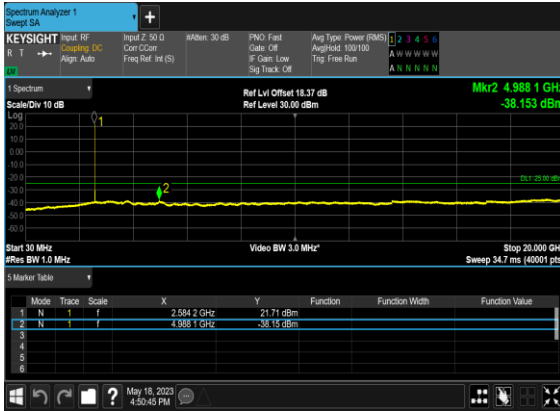 Spectrum Analyzer 1
Swept SA
+
KEYSIGHT Input: RF Input Z: 50 Ω #Atten: 30 dB PNO: Fast Avg Type: Power (RMS) 1 2 3 4 5 6
R T Coupling: DC Corr CCorr Gate: Off Avg|Hold: 100/100 A W W W W W
Align: Auto Freq Ref: Int (S) IF Gain: Low Trig: Free Run
Sig Track: Off A N N N N N
1 Spectrum Ref Lvl Offset 18.37 dB Mkr2 4.988 1 GHz
Scale/Div 10 dB Ref Level 30.00 dBm -38.153 dBm
Log
1
20.0
10.0
0.00
-10.0
-20.0 DL1 25.00 dBm
-30.0
2
-40.0
-50.0
-60.0
Start 30 MHz Video BW 3.0 MHz* Stop 20.000 GHz
#Res BW 1.0 MHz Sweep 34.7 ms (40001 pts)
5 Marker Table
Mode Trace Scale X Y Function Function Width Function Value
1 N 1 f 2.584 2 GHz 21.71 dBm
2 N 1 f 4.988 1 GHz -38.15 dBm
3
4
5
6
? May 18, 2023
4:50:45 PM